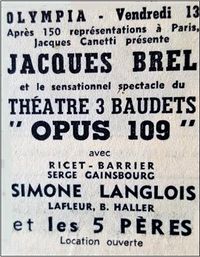 OLYMPIA - Vendredi 13
Après 150 représentations à Paris,
Jacques Canetti présente
JACQUES BREL
et le sensationnel spectacle du
THÉATRE 3 BAUDETS
" OPUS 109 "
avec
RICET-BARRIER
SERGE GAINSBOURG
SIMONE LANGLOIS
LAFLEUR, B. HALLER
et les 5 PÈRES
Location ouverte